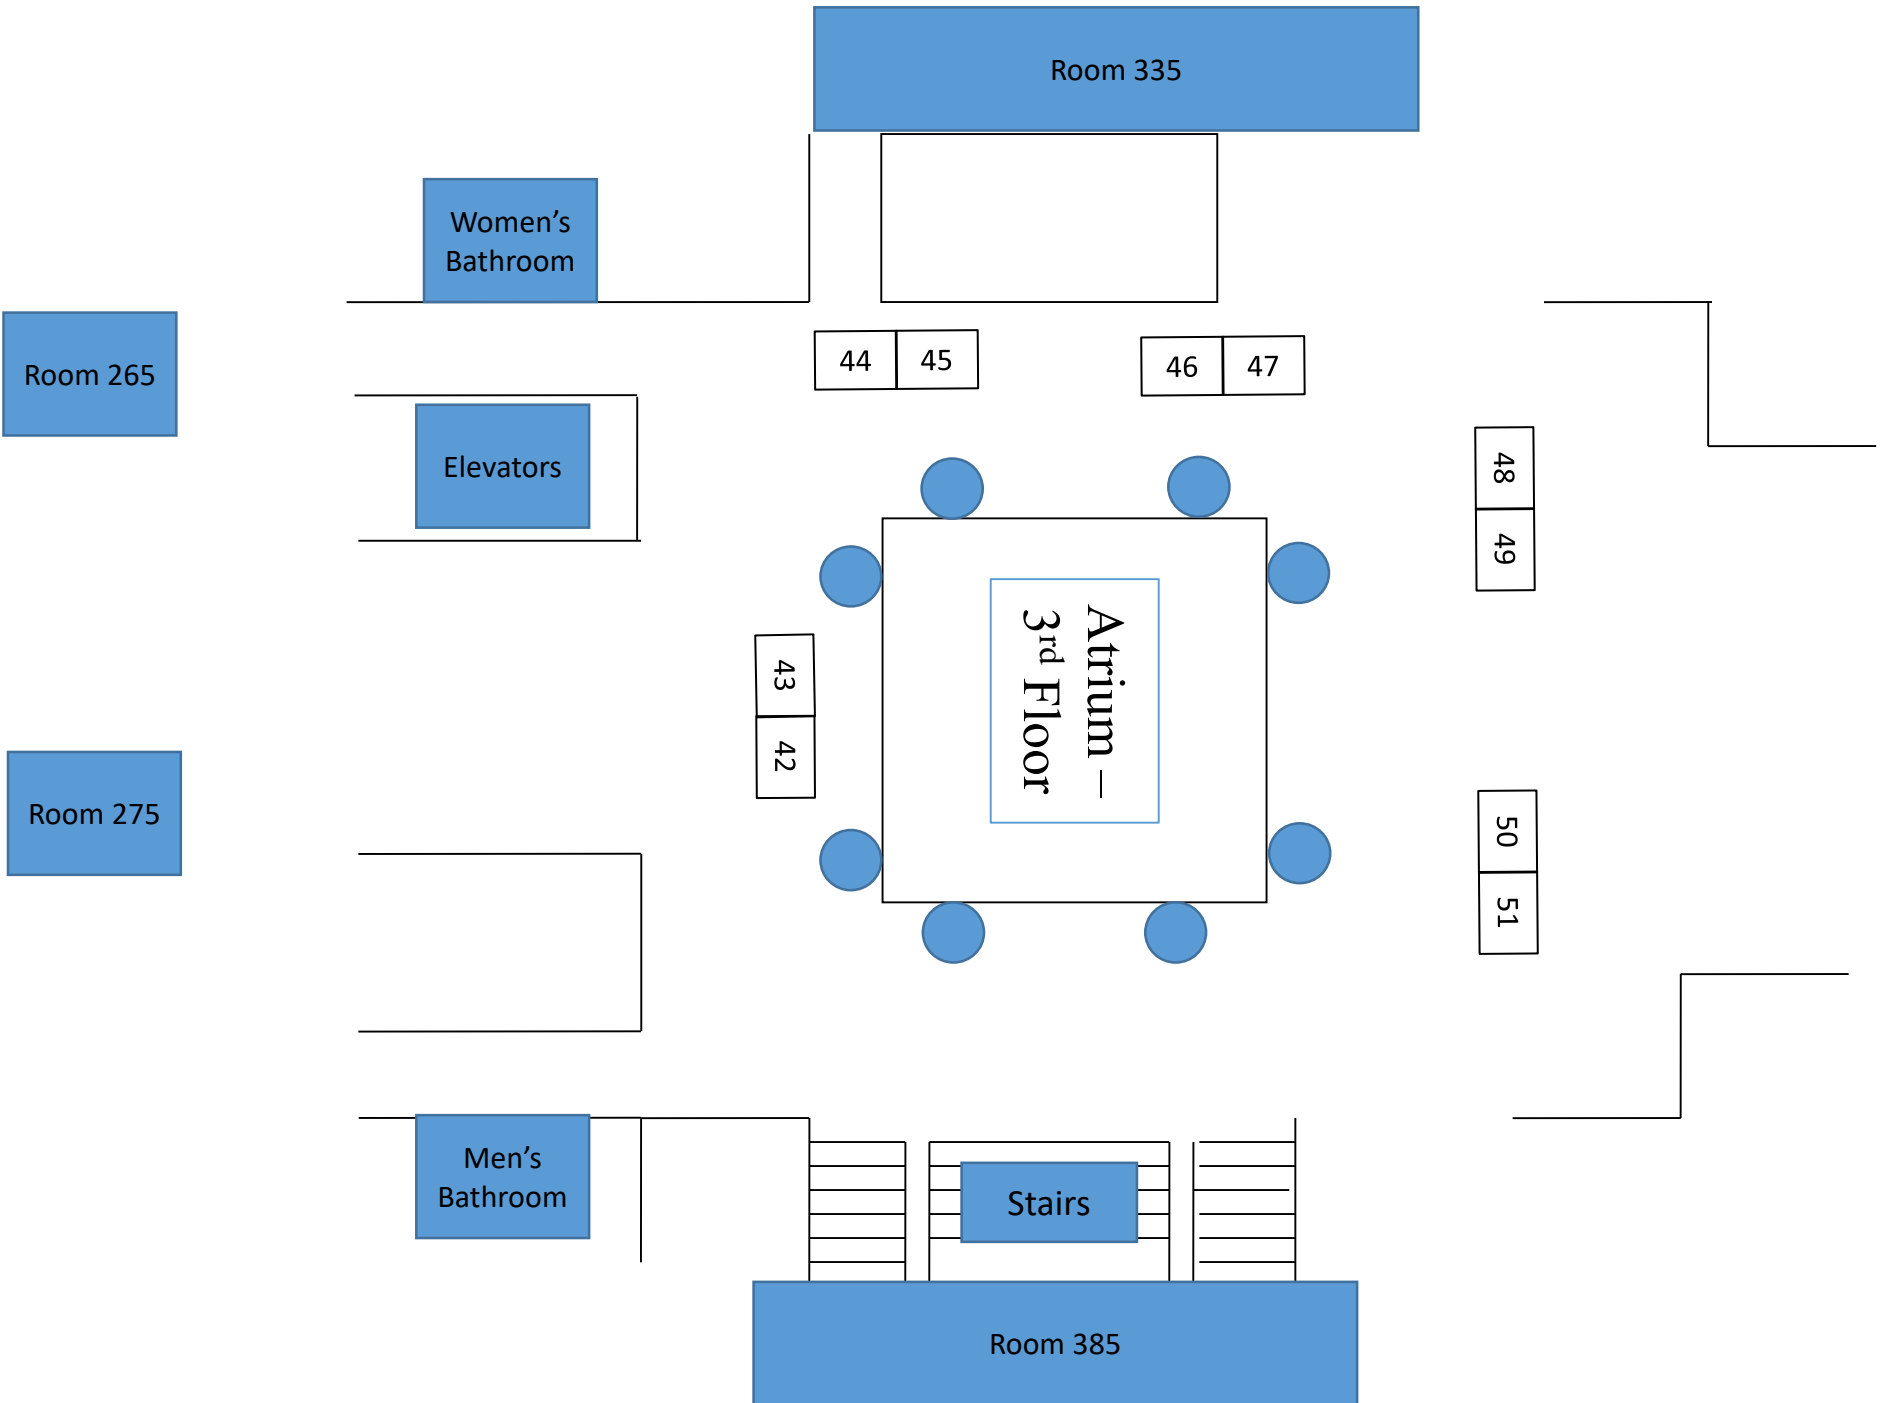 Room 335
Women’s
Bathroom
Room 265
44
45
46
47
Elevators
48
49
Atrium –
3rd Floor
43
42
Room 275
50
51
Men’s
Bathroom
Stairs
Room 385